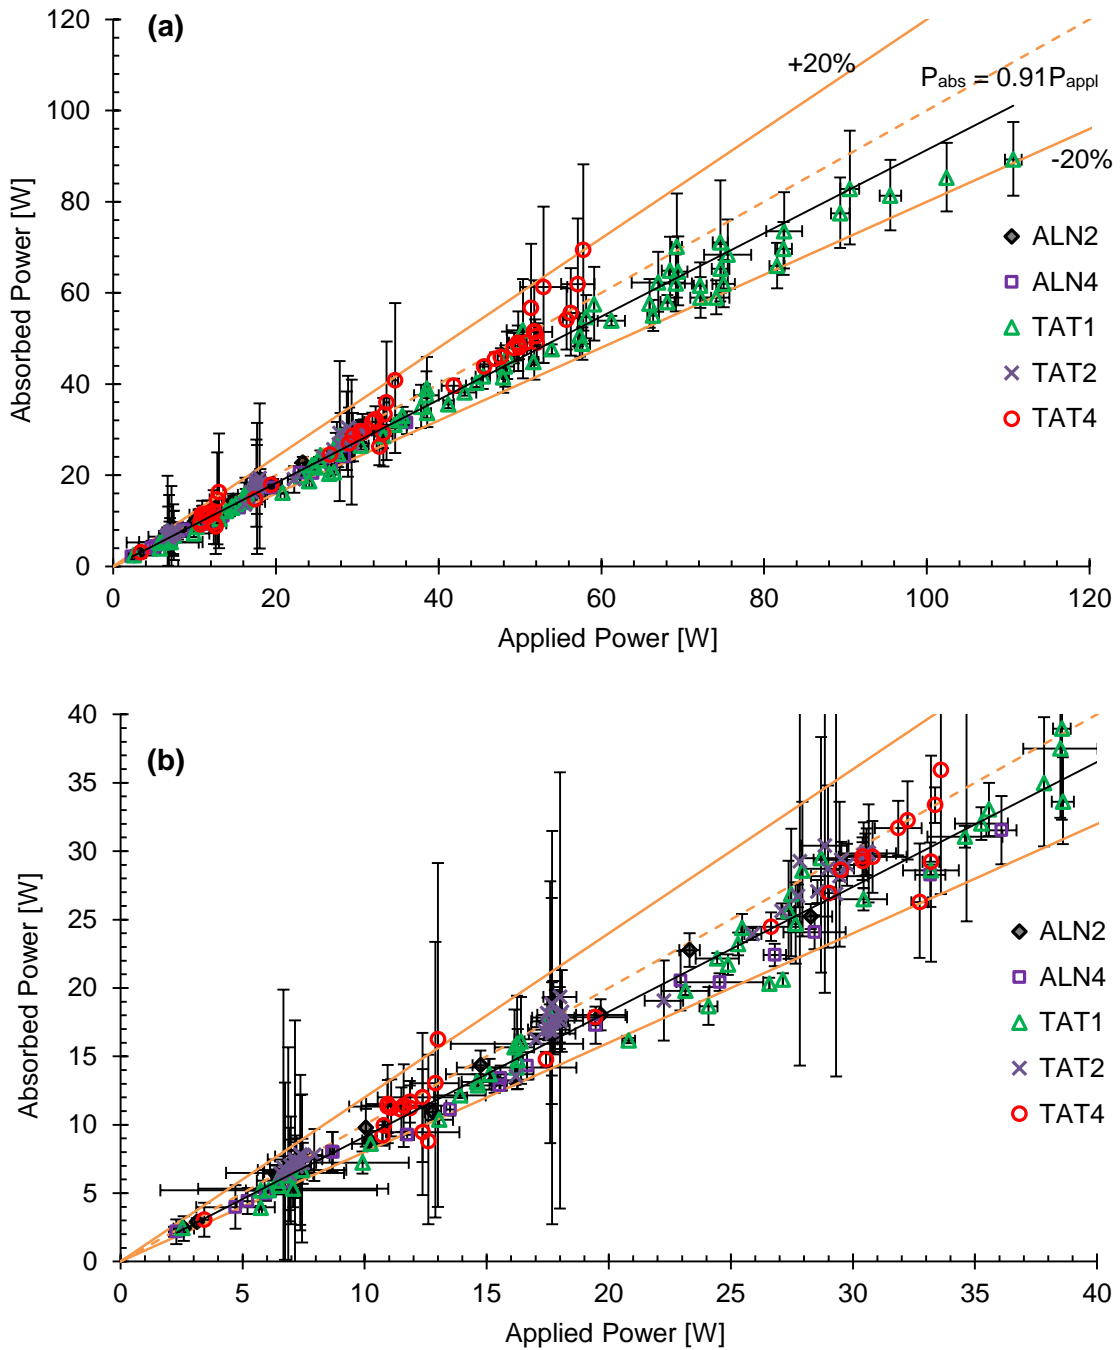 (a)
+20%
Pabs = 0.91Pappl
-20%
120
100
80
60
40
20
0
Absorbed Power [W]
ALN2
ALN4
TAT1
TAT2
TAT4
0 20 40 60 80 100 120
Applied Power [W]
(b)
40
35
30
25
20
15
10
5
0
Absorbed Power [W]
ALN2
ALN4
TAT1
TAT2
TAT4
0 5 10 15 20 25 30 35 40
Applied Power [W]